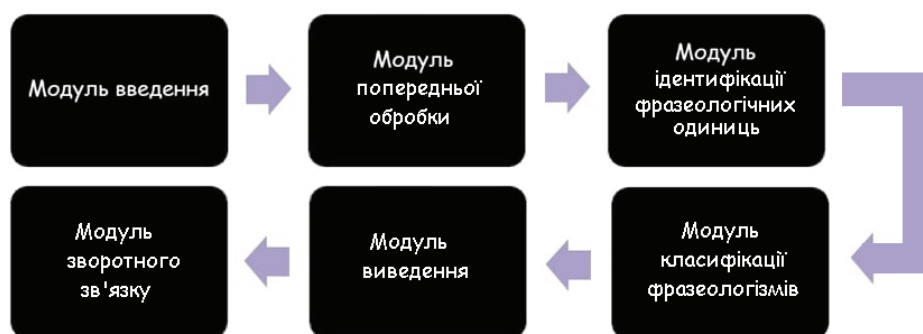 Модуль введення
Модуль
попередньої
обробки
Модуль
ідентифікації
фразеологічних
одиниць
Модуль
класифікації
фразеологізмів
Модуль
виведення
Модуль
зворотного
зв'язку